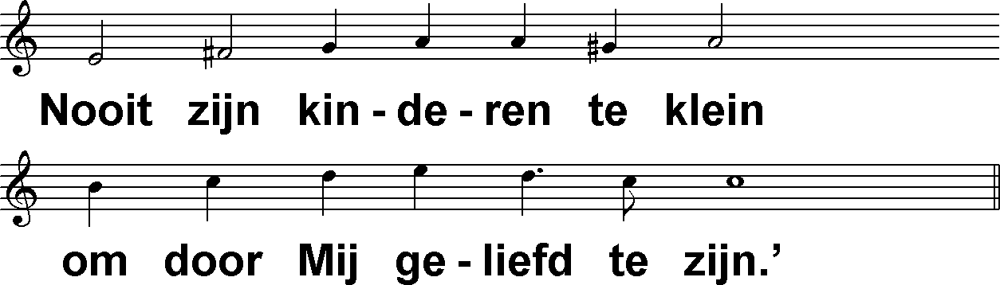 Nooit zijn kin - de - ren te klein
om door Mij ge - liefd te zijn.’